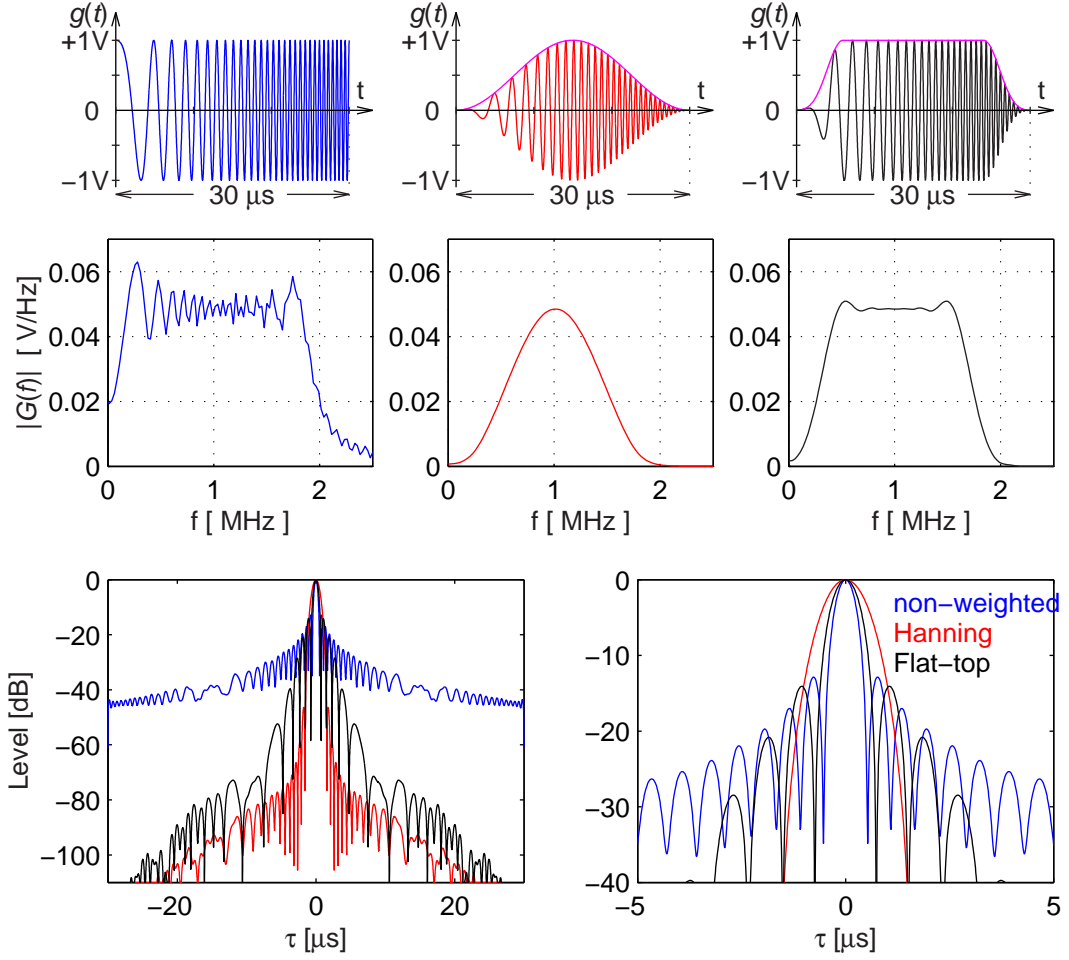 g(t) g(t) g(t)
+1V +1V +1V
t t t
0 0 0
−1V −1V −1V
30 μs 30 μs 30 μs
|G(f)| [ V/Hz]
0.06 0.06 0.06
0.04 0.04 0.04
0.02 0.02 0.02
0 0 0
0 1 2 0 1 2 0 1 2
f [ MHz ] f [ MHz ] f [ MHz ]
Level [dB]
0
−20
−40
−60
−80
−100
−20 0 20
τ [μs]
0
−10
−20
−30
−40
non−weighted
Hanning
Flat−top
−5 0 5
τ [μs]